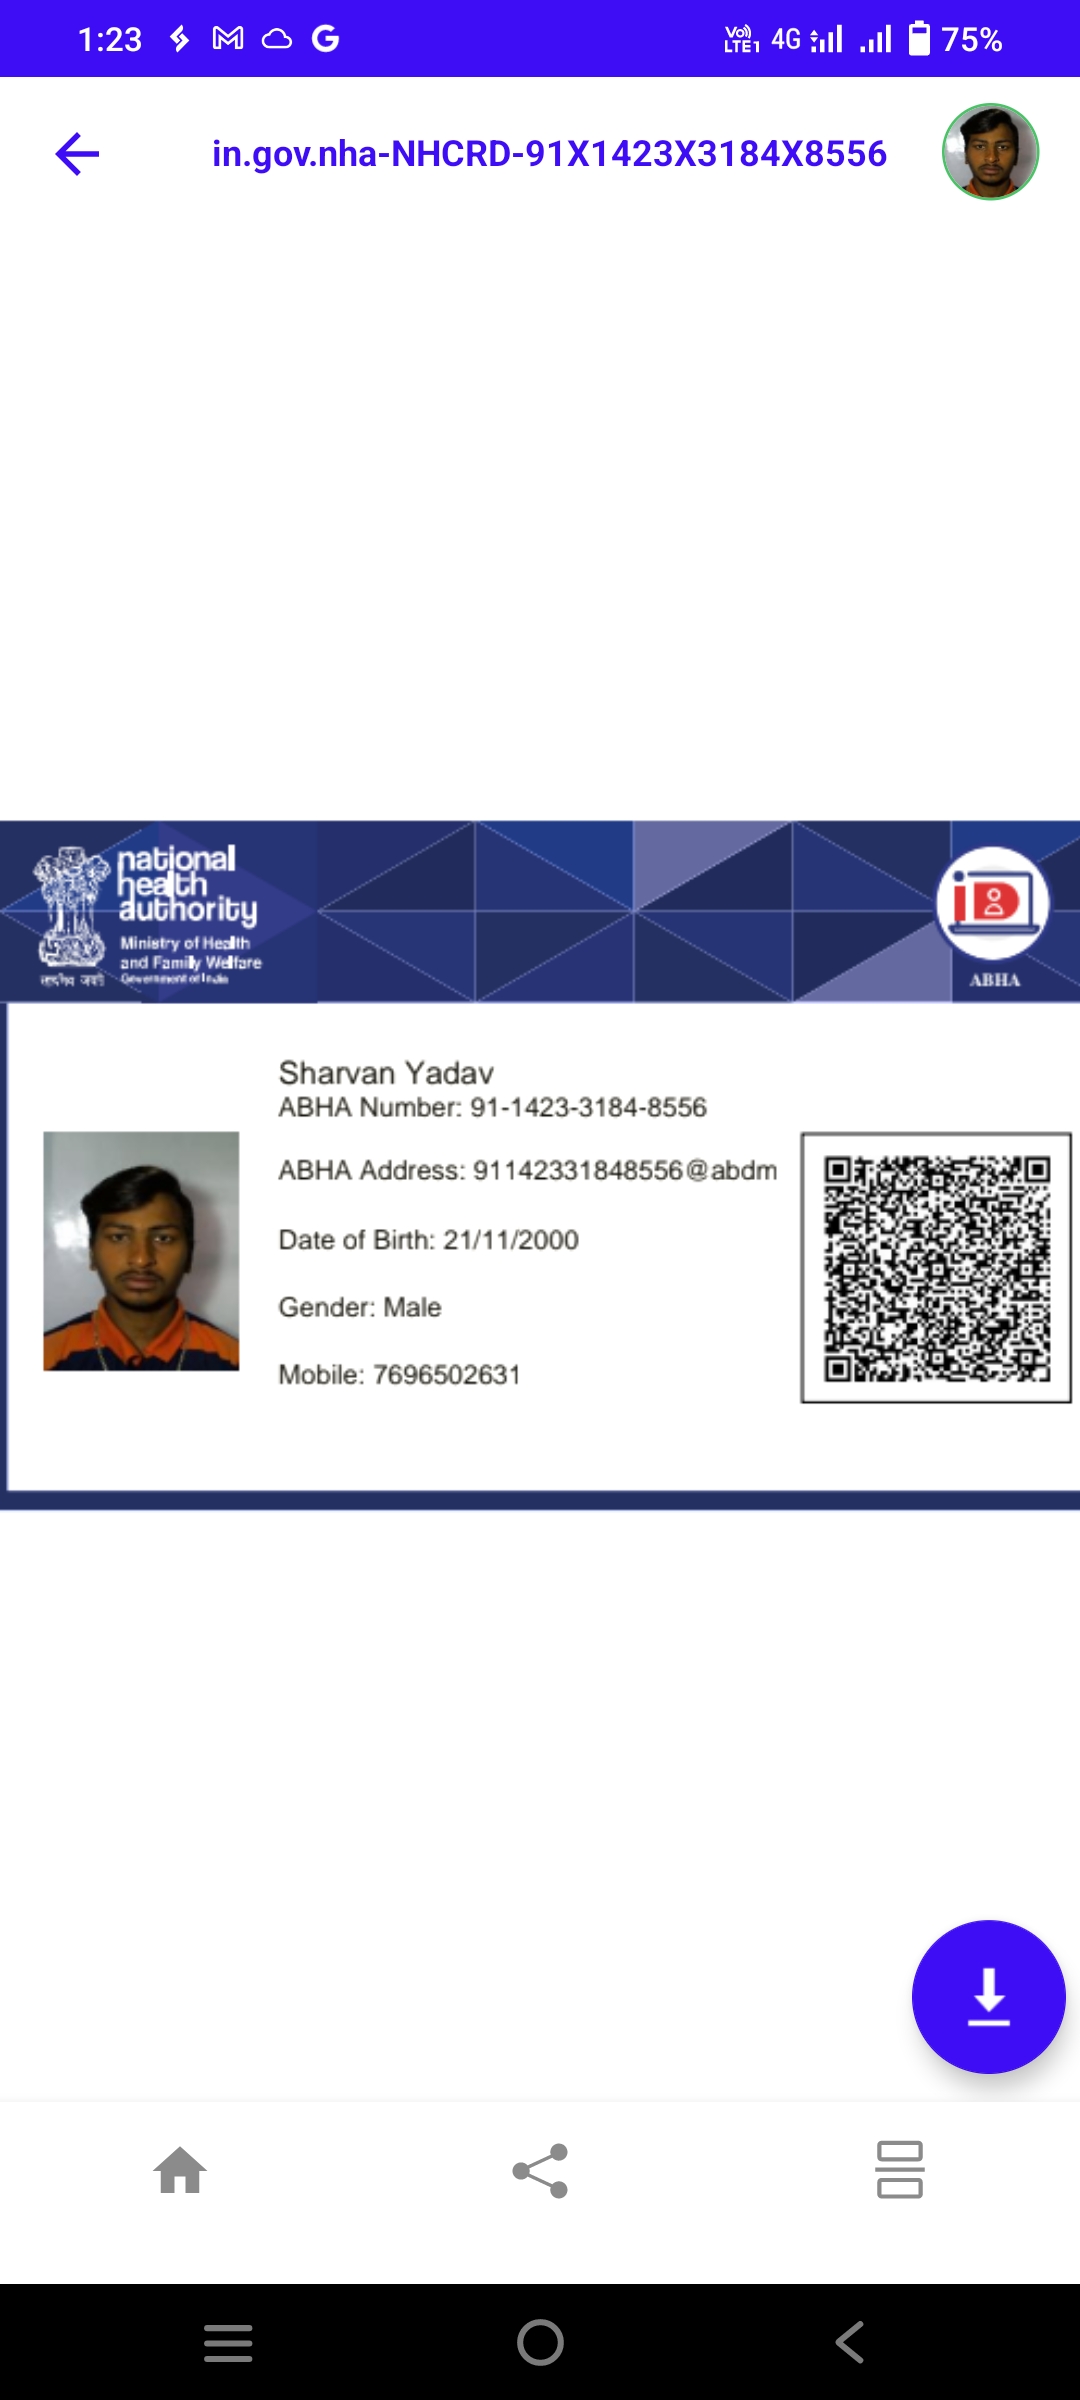 1:23
VoLTE1 4G 75%
in.gov.nha-NHCRD-91X1423X3184X8556
national
health
authority
Ministry of Health
and Family Welfare
Government of India
सत्यमेव जयते
iD
ABHA
Sharvan Yadav
ABHA Number: 91-1423-3184-8556
ABHA Address: 91142331848556@abdm
Date of Birth: 21/11/2000
Gender: Male
Mobile: 7696502631